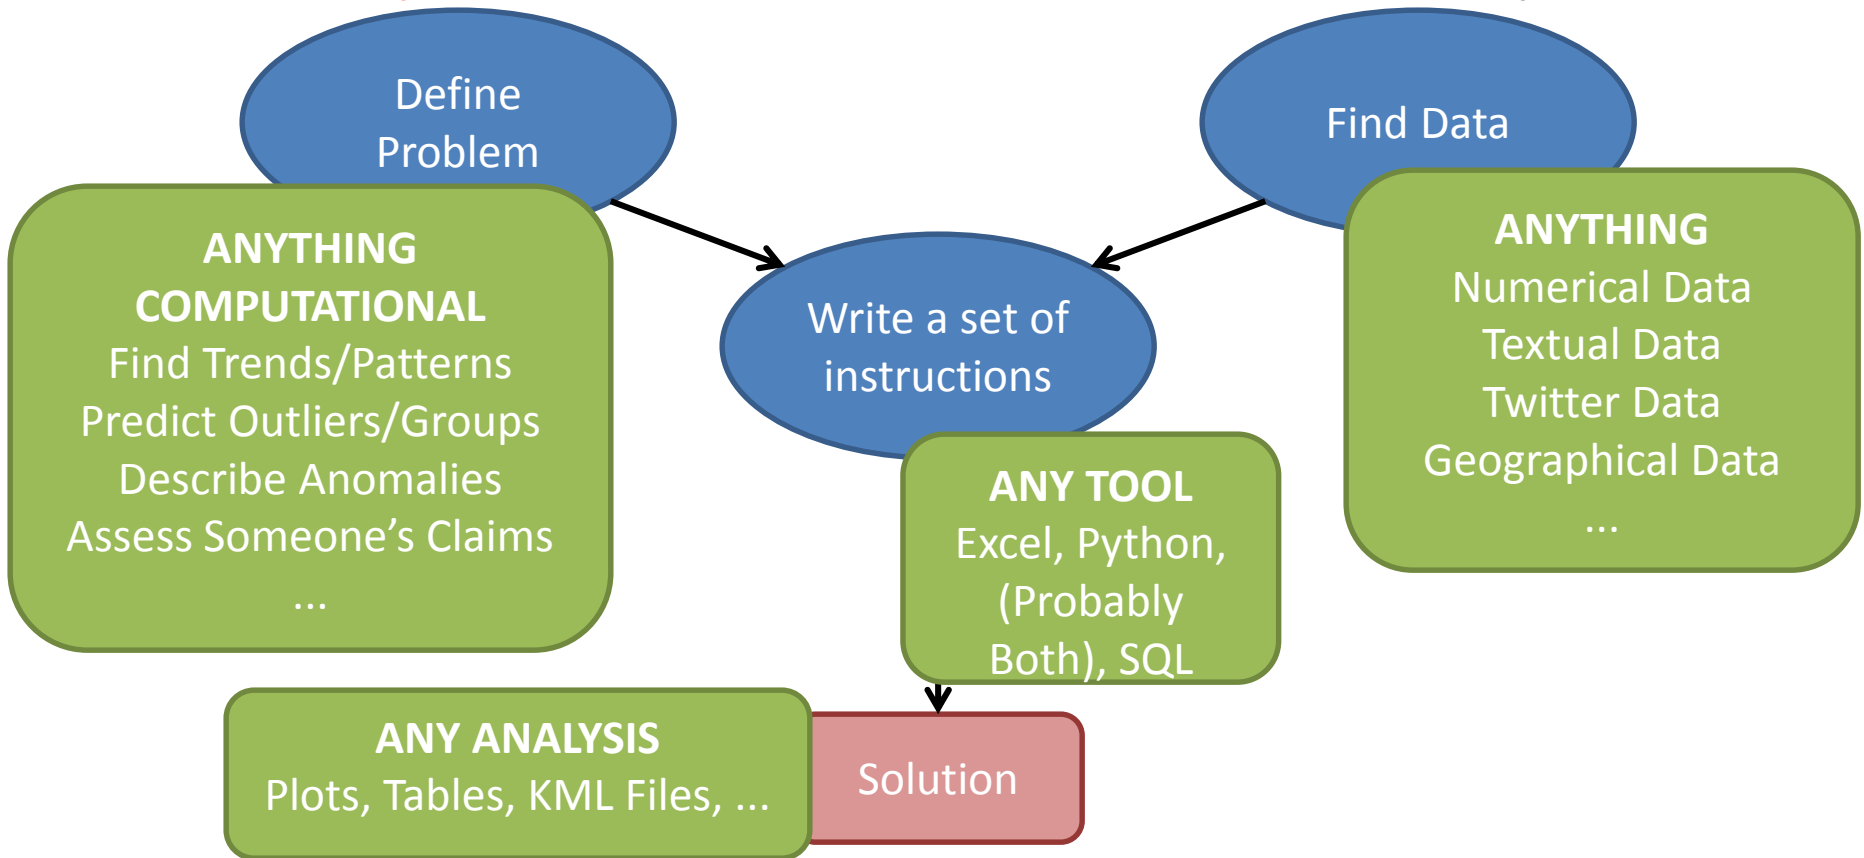 Define
Problem
Find Data
ANYTHING
COMPUTATIONAL
Find Trends/Patterns
Predict Outliers/Groups
Describe Anomalies
Assess Someone’s Claims
...
Write a set of
instructions
ANYTHING
Numerical Data
Textual Data
Twitter Data
Geographical Data
...
ANY TOOL
Excel, Python,
(Probably
Both), SQL
ANY ANALYSIS
Plots, Tables, KML Files, ...
Solution